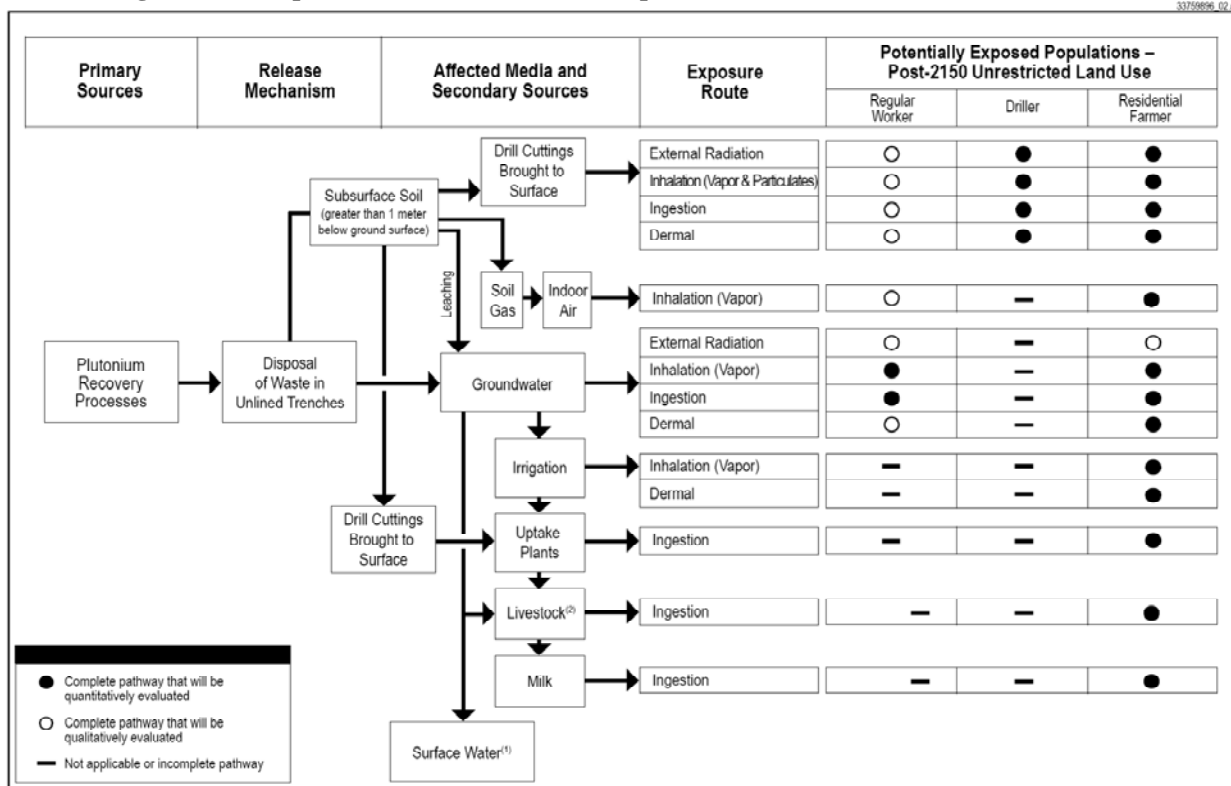 33759896_02
Primary
Sources
Release
Mechanism
Affected Media and
Secondary Sources
Exposure
Route
Potentially Exposed Populations –
Post-2150 Unrestricted Land Use
Regular
Worker
Driller
Residential
Farmer
Drill Cuttings
Brought to
Surface
External Radiation
Inhalation (Vapor & Particulates)
Ingestion
Dermal
Subsurface Soil
(greater than 1 meter
below ground surface)
Leaching
Soil
Gas
Indoor
Air
Inhalation (Vapor)
Plutonium
Recovery
Processes
Disposal
of Waste in
Unlined Trenches
Groundwater
External Radiation
Inhalation (Vapor)
Ingestion
Dermal
Irrigation
Inhalation (Vapor)
Dermal
Drill Cuttings
Brought to
Surface
Uptake
Plants
Ingestion
Livestock(2)
Ingestion
Milk
Ingestion
Surface Water(1)
Complete pathway that will be
quantitatively evaluated
Complete pathway that will be
qualitatively evaluated
Not applicable or incomplete pathway